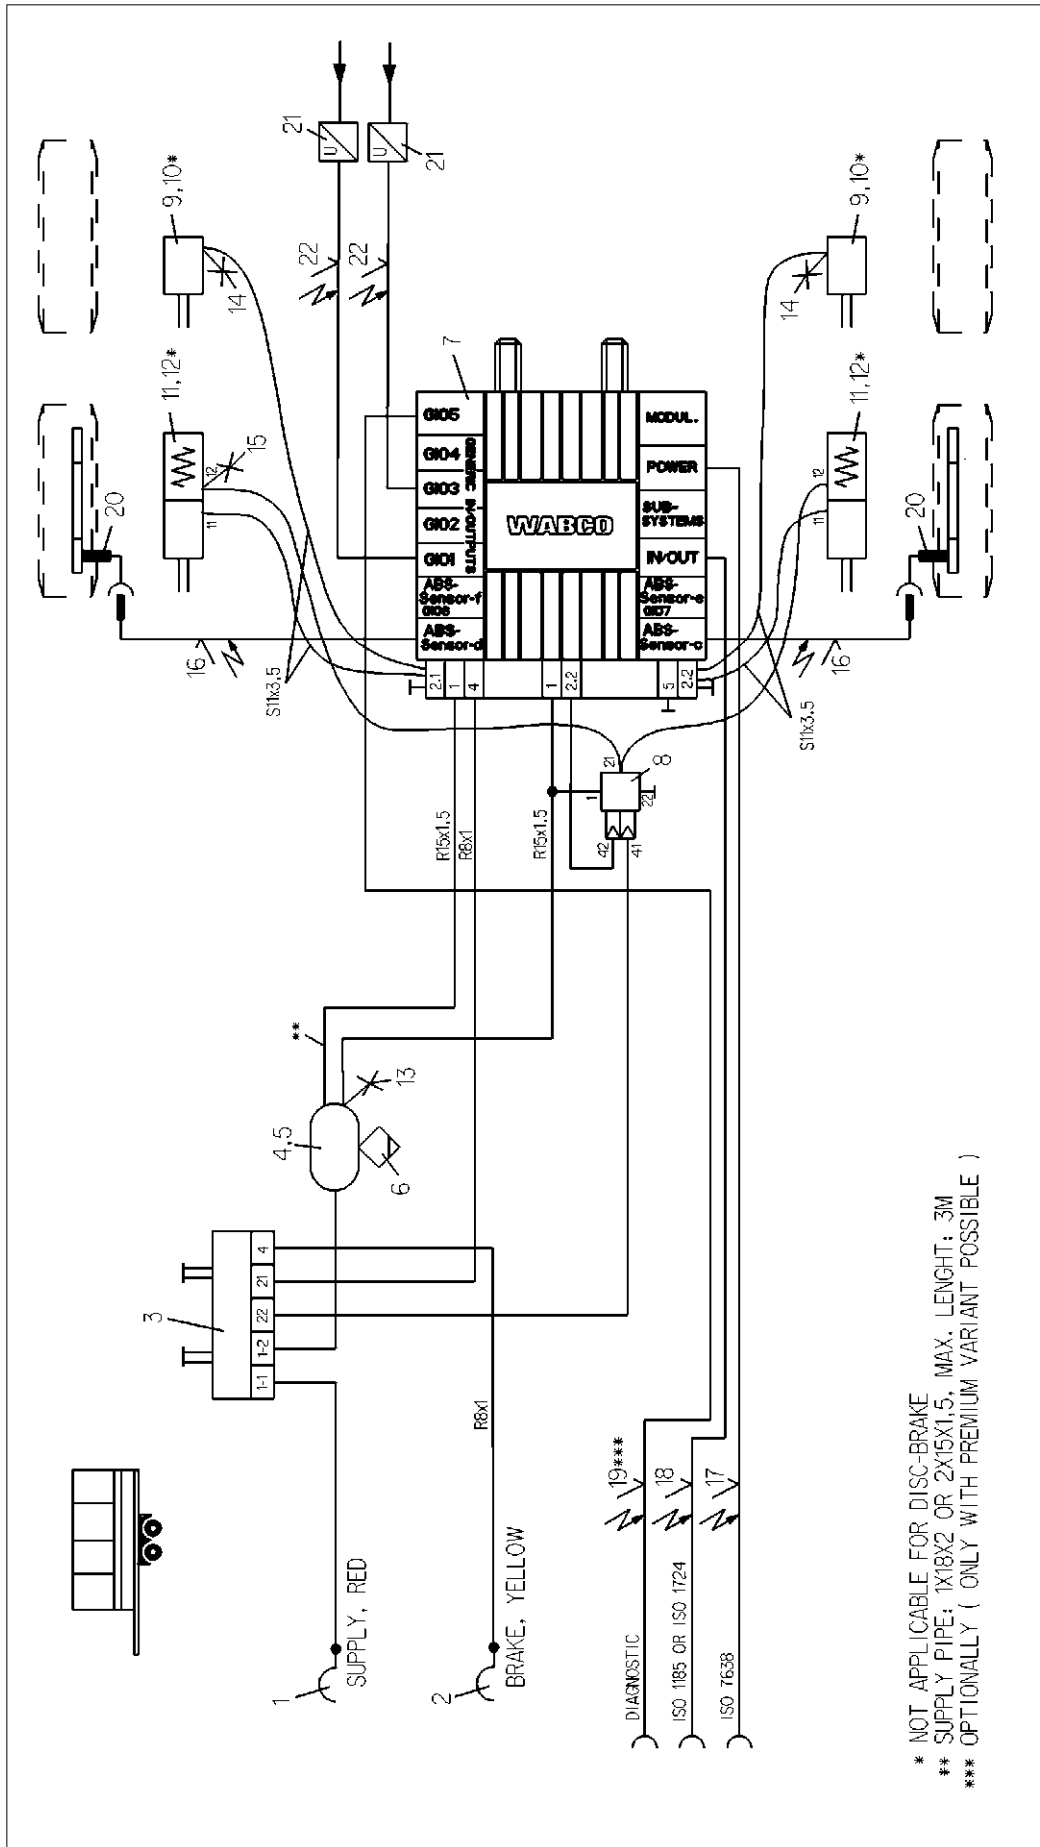 21
21
9,10*
22
22
14
11,12*
12
15
11
20
7
GIO5
GIO4
GIO3
GIO2
GIO1
GENERIC IN/OUTPUTS
ABS-
Sensor-f
GIO6
ABS-
Sensor-d
WABCO
MODUL.
POWER
SUB-
SYSTEMS
IN/OUT
ABS-
Sensor-e
GIO7
ABS-
Sensor-c
9,10*
14
11,12*
12
11
20
16
S11x3.5
2.1
1
4
1
2.2
5
2.2
16
S11x3.5
R15x1.5
R8x1
R15x1.5
21
8
1
22
42
41
**
13
4,5
6
3
4
21
22
1-2
1-1
R8x1
19***
18
17
1
SUPPLY, RED
2
BRAKE, YELLOW
DIAGNOSTIC
ISO 1185 OR ISO 1724
ISO 7638
* NOT APPLICABLE FOR DISC-BRAKE
** SUPPLY PIPE: 1X18X2 OR 2X15X1,5, MAX. LENGHT: 3M
*** OPTIONALLY ( ONLY WITH PREMIUM VARIANT POSSIBLE )